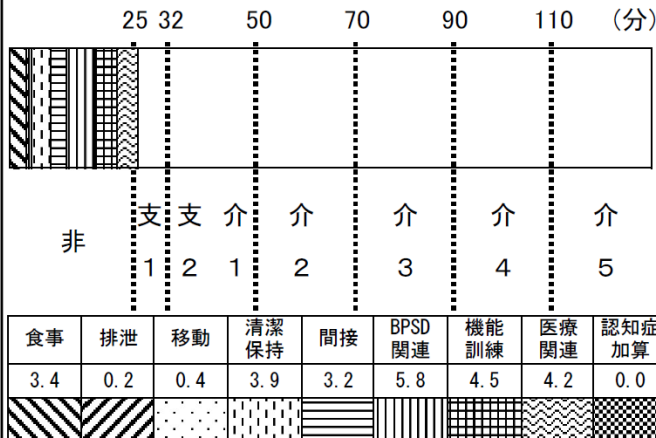 25 32 50 70 90 110 (分)
非 支1 支2 介1 介2 介3 介4 介5
食事 排泄 移動 清潔保持 間接 BPSD関連 機能訓練 医療関連 認知症加算
3.4 0.2 0.4 3.9 3.2 5.8 4.5 4.2 0.0